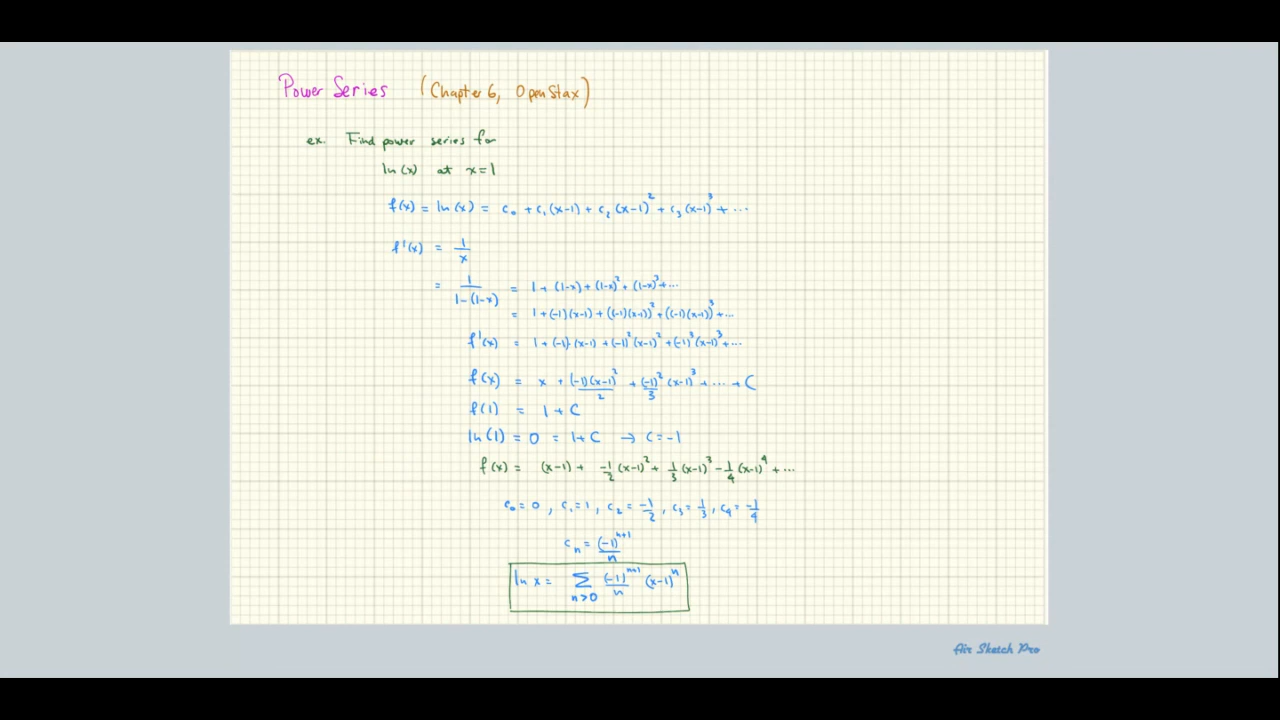 Power Series (Chapter 6, OpenStax)
ex. Find power series for
ln(x) at x=1
f(x) = ln(x) = c₀ + c₁(x-1) + c₂(x-1)² + c₃(x-1)³ + ...
f'(x) = 1/x
= 1/(1-(1-x)) = 1 + (1-x) + (1-x)² + (1-x)³ + ...
= 1 + (-1)(x-1) + ((-1)(x-1))² + ((-1)(x-1))³ + ...
f'(x) = 1 + (-1)·(x-1) + (-1)²(x-1)² + (-1)³(x-1)³ + ...
f(x) = x + (-1)(x-1)²/2 + (-1)²/3 (x-1)³ + ... + C
f(1) = 1 + C
ln(1) = 0 = 1+C → C=-1
f(x) = (x-1) + -1/2 (x-1)² + 1/3 (x-1)³ - 1/4 (x-1)⁴ + ...
c₀ = 0, c₁ = 1, c₂ = -1/2, c₃ = 1/3, c₄ = -1/4
cₙ = (-1)ⁿ⁺¹/n
ln x = Σ n>0 (-1)ⁿ⁺¹/n (x-1)ⁿ
Air Sketch Pro